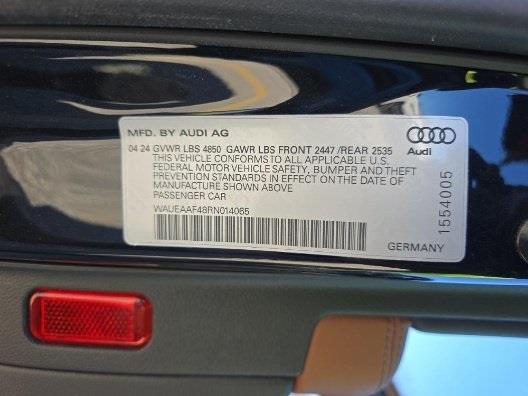 MFD. BY AUDI AG
04 24 GVWR LBS 4850 GAWR LBS FRONT 2447 /REAR 2535
THIS VEHICLE CONFORMS TO ALL APPLICABLE U.S.
FEDERAL MOTOR VEHICLE SAFETY, BUMPER AND THEFT
PREVENTION STANDARDS IN EFFECT ON THE DATE OF
MANUFACTURE SHOWN ABOVE
PASSENGER CAR
WAUEAAF48RN014065
Audi
1554005
GERMANY